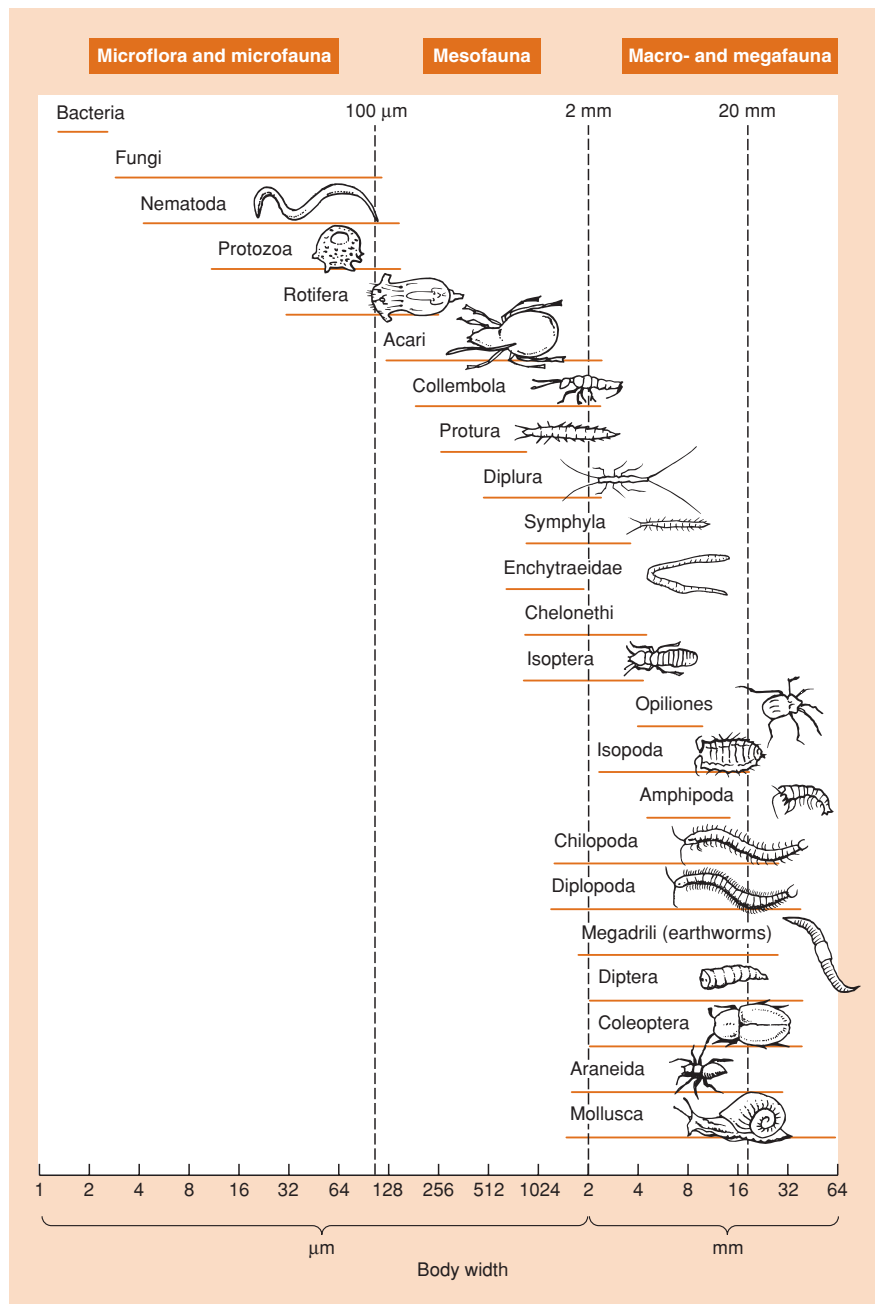 Microflora and microfauna
Mesofauna
Macro- and megafauna
100 μm
2 mm
20 mm
Bacteria
Fungi
Nematoda
Protozoa
Rotifera
Acari
Collembola
Protura
Diplura
Symphyla
Enchytraeidae
Chelonethi
Isoptera
Opiliones
Isopoda
Amphipoda
Chilopoda
Diplopoda
Megadrili (earthworms)
Diptera
Coleoptera
Araneida
Mollusca
1 2 4 8 16 32 64 128 256 512 1024 2 4 8 16 32 64
μm
mm
Body width